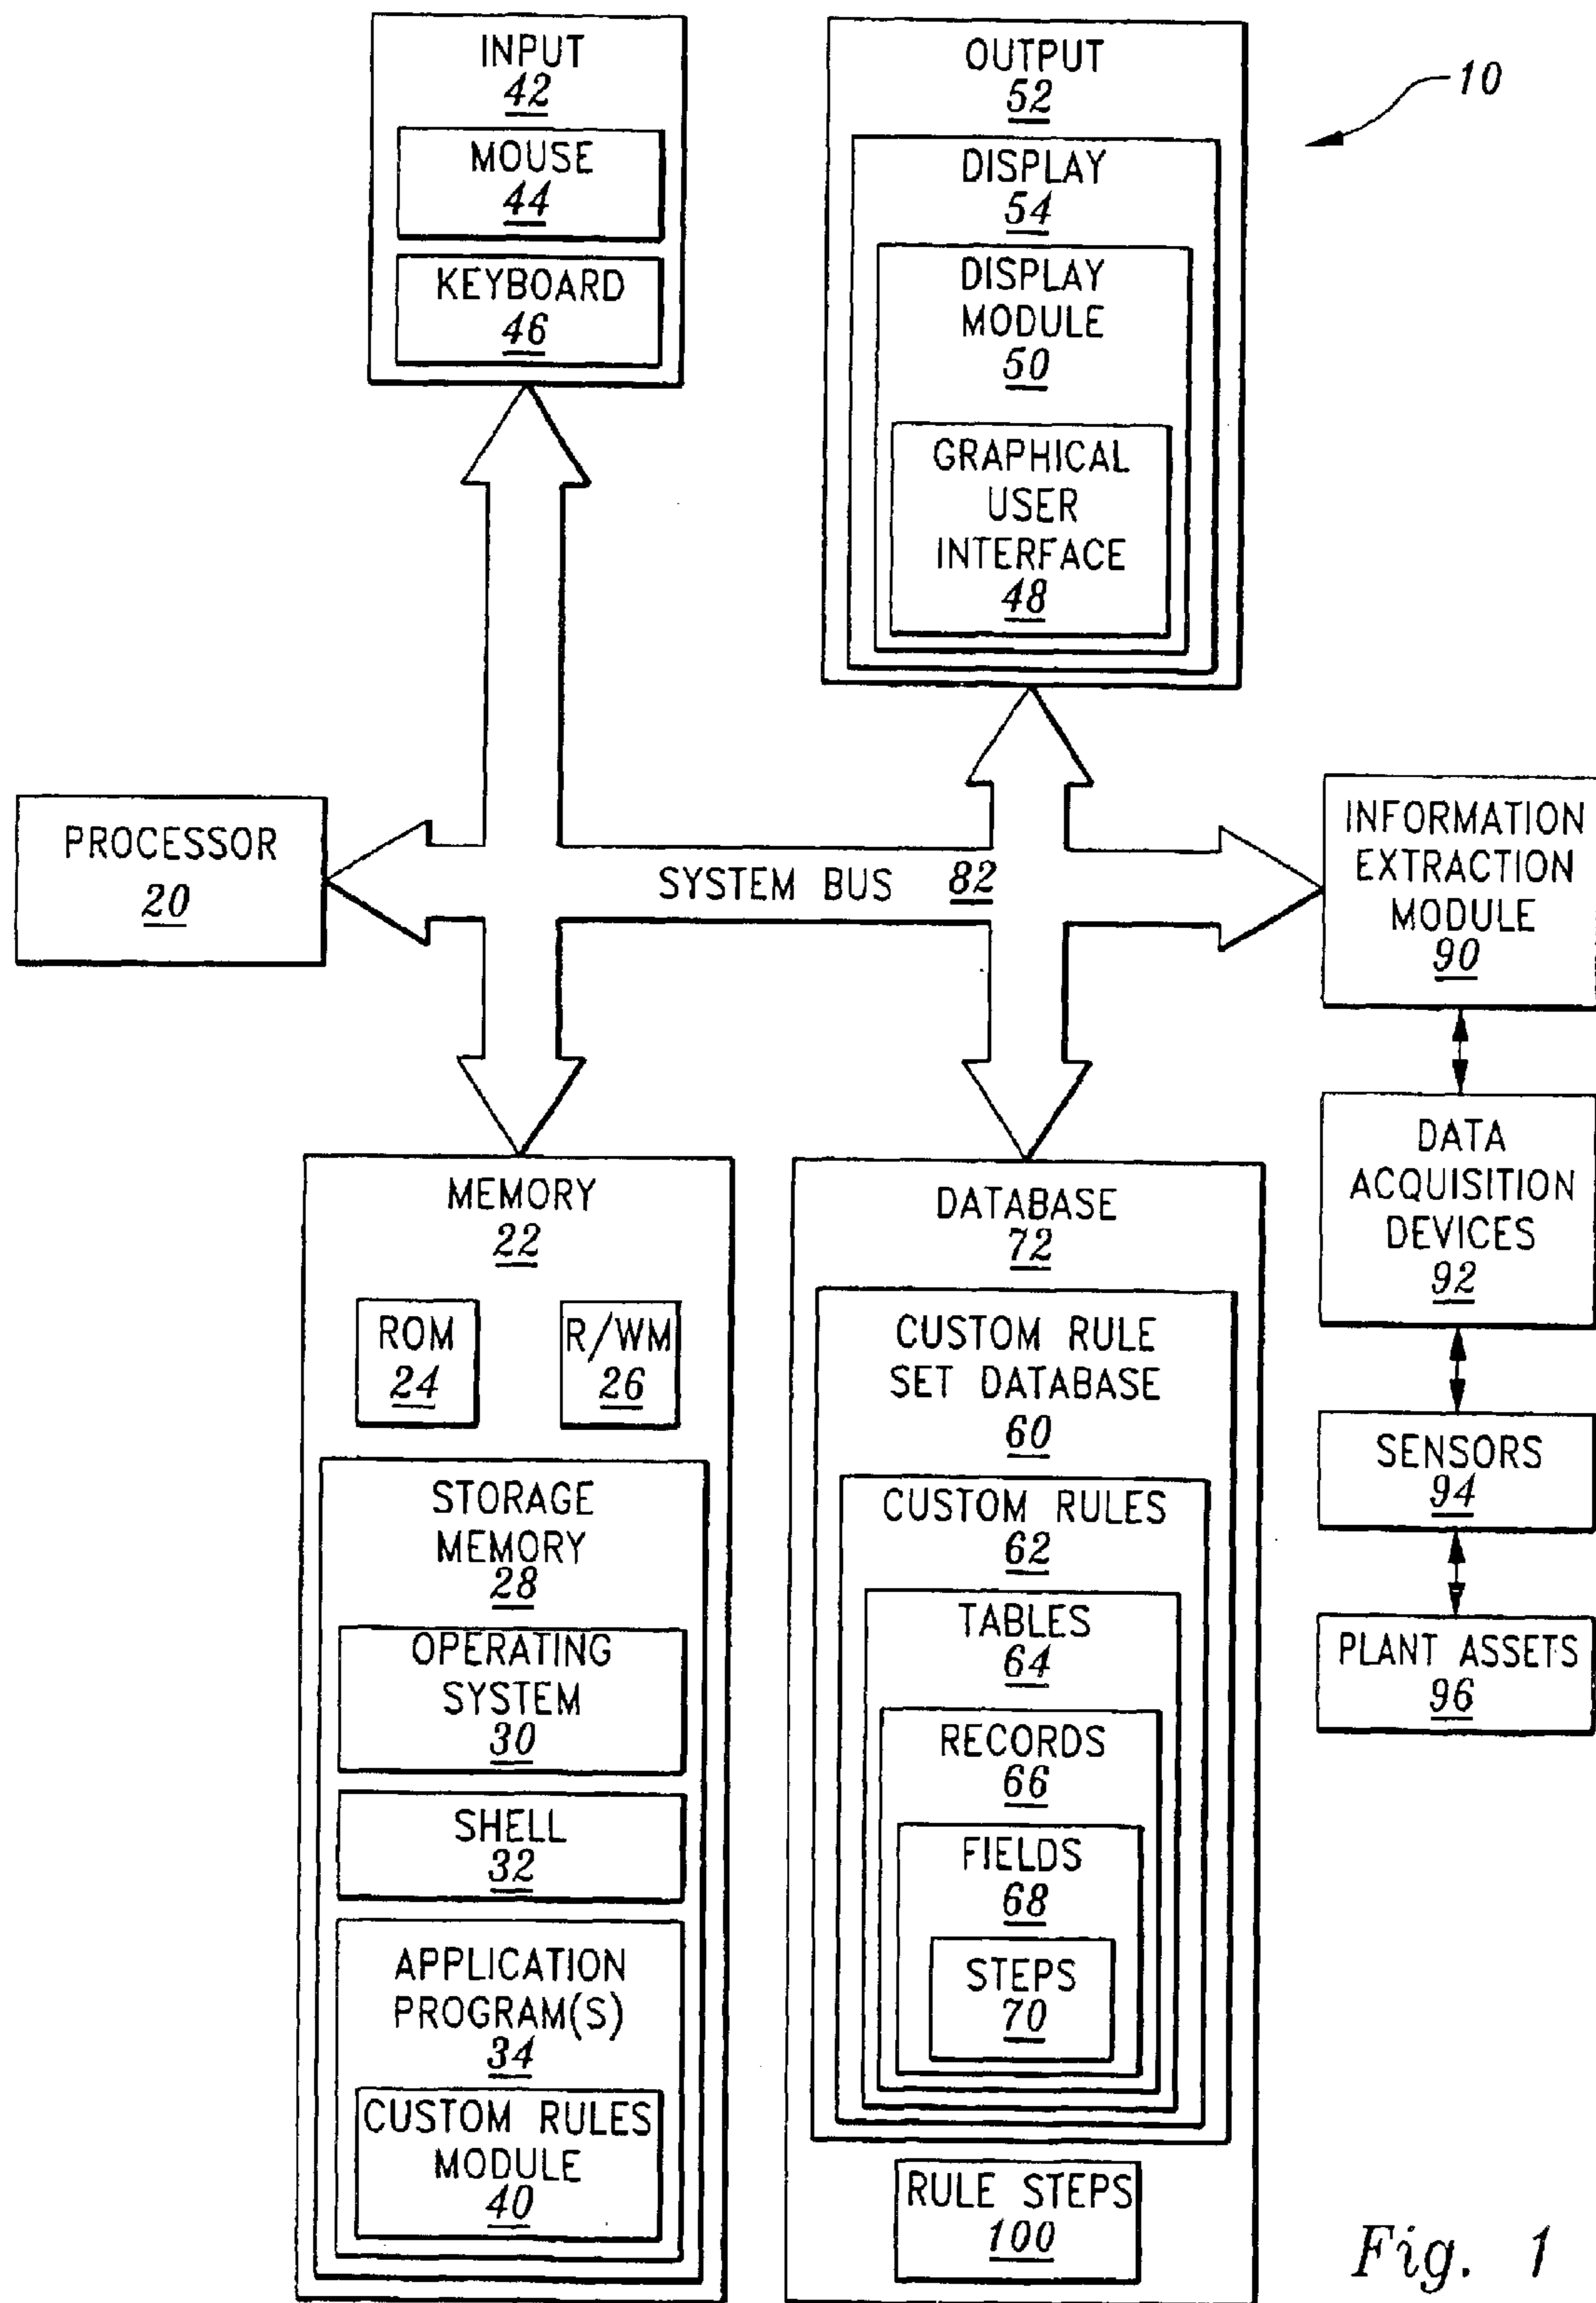 INPUT
42
MOUSE
44
KEYBOARD
46
OUTPUT
52
DISPLAY
54
DISPLAY
MODULE
50
GRAPHICAL
USER
INTERFACE
48
10
PROCESSOR
20
SYSTEM BUS 82
INFORMATION
EXTRACTION
MODULE
90
DATA
ACQUISITION
DEVICES
92
SENSORS
94
PLANT ASSETS
96
MEMORY
22
ROM
24
R/WM
26
STORAGE
MEMORY
28
OPERATING
SYSTEM
30
SHELL
32
APPLICATION
PROGRAM(S)
34
CUSTOM RULES
MODULE
40
DATABASE
72
CUSTOM RULE
SET DATABASE
60
CUSTOM RULES
62
TABLES
64
RECORDS
66
FIELDS
68
STEPS
70
RULE STEPS
100
Fig. 1